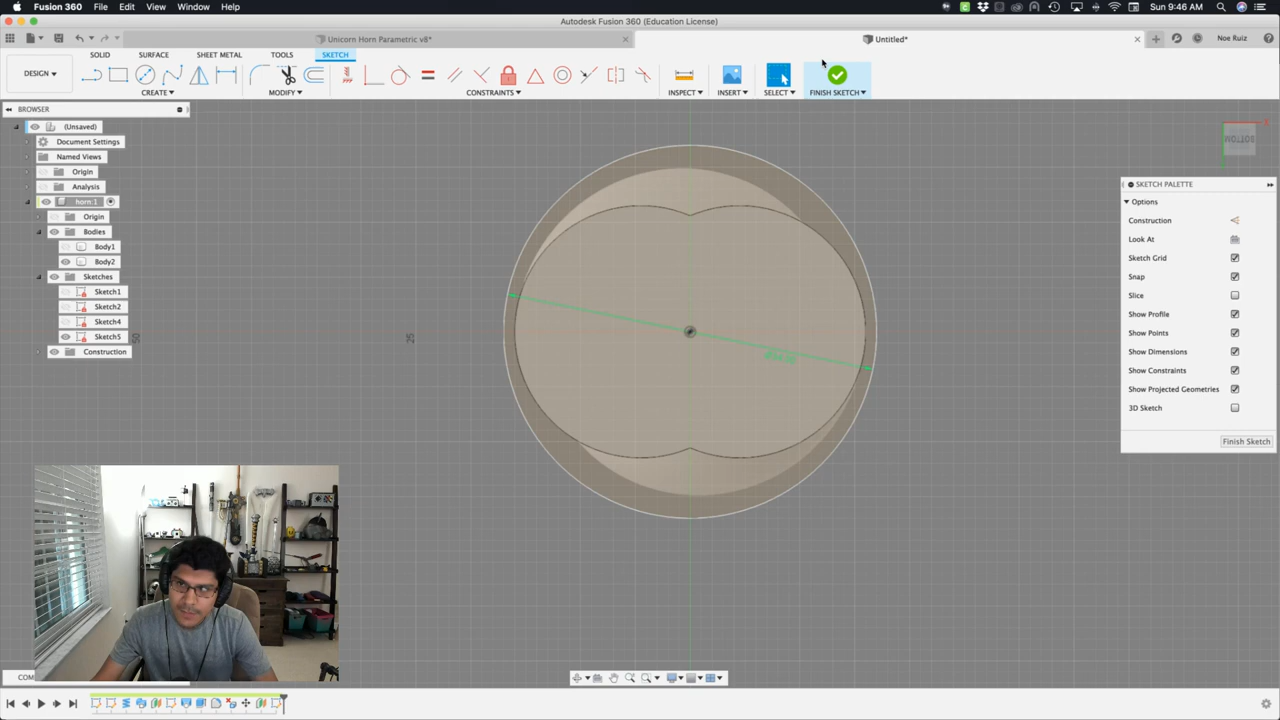 Fusion 360 File Edit View Window Help
Sun 9:46 AM
Autodesk Fusion 360 (Education License)
Unicorn Horn Parametric v8*
Untitled*
Noe Ruiz
SOLID SURFACE SHEET METAL TOOLS SKETCH
DESIGN
CREATE MODIFY CONSTRAINTS INSPECT INSERT SELECT FINISH SKETCH
BROWSER
(Unsaved)
Document Settings
Named Views
Origin
Analysis
horn:1
Origin
Bodies
Body1
Body2
Sketches
Sketch1
Sketch2
Sketch4
Sketch5
Construction
50
25
BOTTOM
SKETCH PALETTE
Options
Construction
Look At
Sketch Grid
Snap
Slice
Show Profile
Show Points
Show Dimensions
Show Constraints
Show Projected Geometries
3D Sketch
Finish Sketch
COM